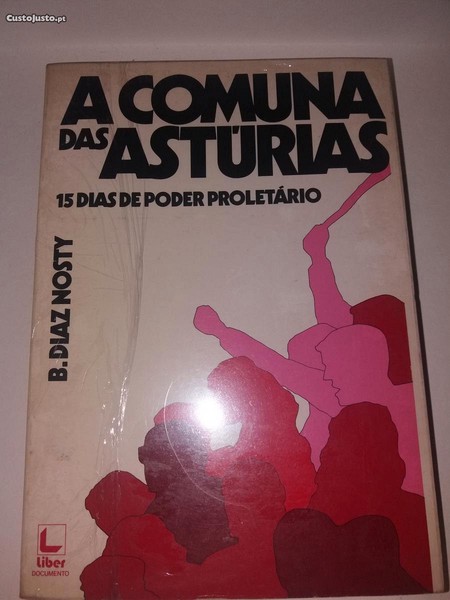 CustoJusto.pt
A COMUNA
DAS ASTÚRIAS
15 DIAS DE PODER PROLETÁRIO
B. DIAZ NOSTY
Liber
DOCUMENTO